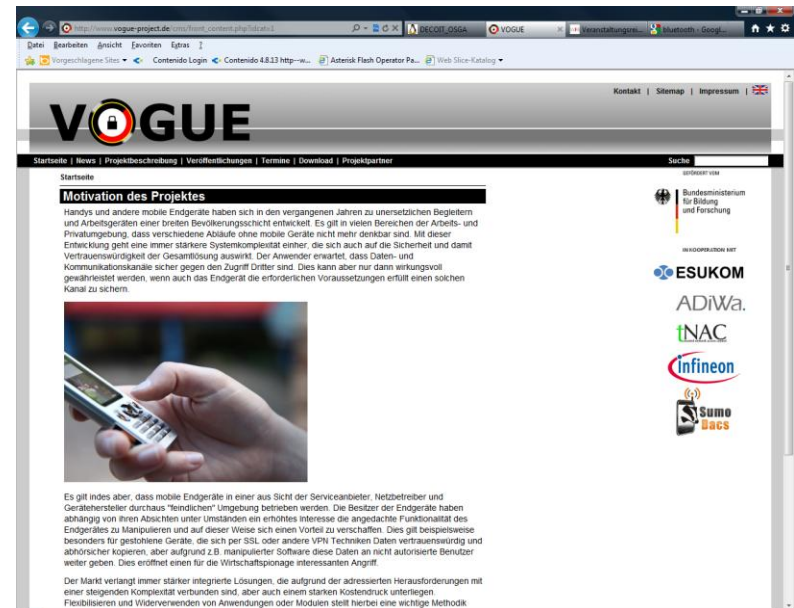 http://www.vogue-project.de/cms/front_content.php?idcat=1
DECOIT_OSGA
VOGUE
Veranstaltungsrei...
bluetooth - Googl...
Datei Bearbeiten Ansicht Favoriten Extras ?
Vorgeschlagene Sites Contenido Login Contenido 4.8.13 http--w... Asterisk Flash Operator Pa... Web Slice-Katalog
Kontakt | Sitemap | Impressum |
VOGUE
Startseite | News | Projektbeschreibung | Veröffentlichungen | Termine | Download | Projektpartner
Suche
Startseite
Motivation des Projektes
Handys und andere mobile Endgeräte haben sich in den vergangenen Jahren zu unersetzlichen Begleitern
und Arbeitsgeräten einer breiten Bevölkerungsschicht entwickelt. Es gilt in vielen Bereichen der Arbeits- und
Privatumgebung, dass verschiedene Abläufe ohne mobile Geräte nicht mehr denkbar sind. Mit dieser
Entwicklung geht eine immer stärkere Systemkomplexität einher, die sich auch auf die Sicherheit und damit
Vertrauenswürdigkeit der Gesamtlösung auswirkt. Der Anwender erwartet, dass Daten- und
Kommunikationskanäle sicher gegen den Zugriff Dritter sind. Dies kann aber nur dann wirkungsvoll
gewährleistet werden, wenn auch das Endgerät die erforderlichen Voraussetzungen erfüllt einen solchen
Kanal zu sichern.
Es gilt indes aber, dass mobile Endgeräte in einer aus Sicht der Serviceanbieter, Netzbetreiber und
Gerätehersteller durchaus "feindlichen" Umgebung betrieben werden. Die Besitzer der Endgeräte haben
abhängig von ihren Absichten unter Umständen ein erhöhtes Interesse die angedachte Funktionalität des
Endgerätes zu Manipulieren und auf dieser Weise sich einen Vorteil zu verschaffen. Dies gilt beispielsweise
besonders für gestohlene Geräte, die sich per SSL oder andere VPN Techniken Daten vertrauenswürdig und
abhörsicher kopieren, aber aufgrund z.B. manipulierter Software diese Daten an nicht autorisierte Benutzer
weiter geben. Dies eröffnet einen für die Wirtschaftspionage interessanten Angriff.
Der Markt verlangt immer stärker integrierte Lösungen, die aufgrund der adressierten Herausforderungen mit
einer steigenden Komplexität verbunden sind, aber auch einem starken Kostendruck unterliegen.
Flexibilisieren und Widerverwenden von Anwendungen oder Modulen stellt hierbei eine wichtige Methodik
GEFÖRDERT VOM
Bundesministerium
für Bildung
und Forschung
IN KOOPERATION MIT
ESUKOM
ADiWa.
tNAC
infineon
Sumo
Dacs